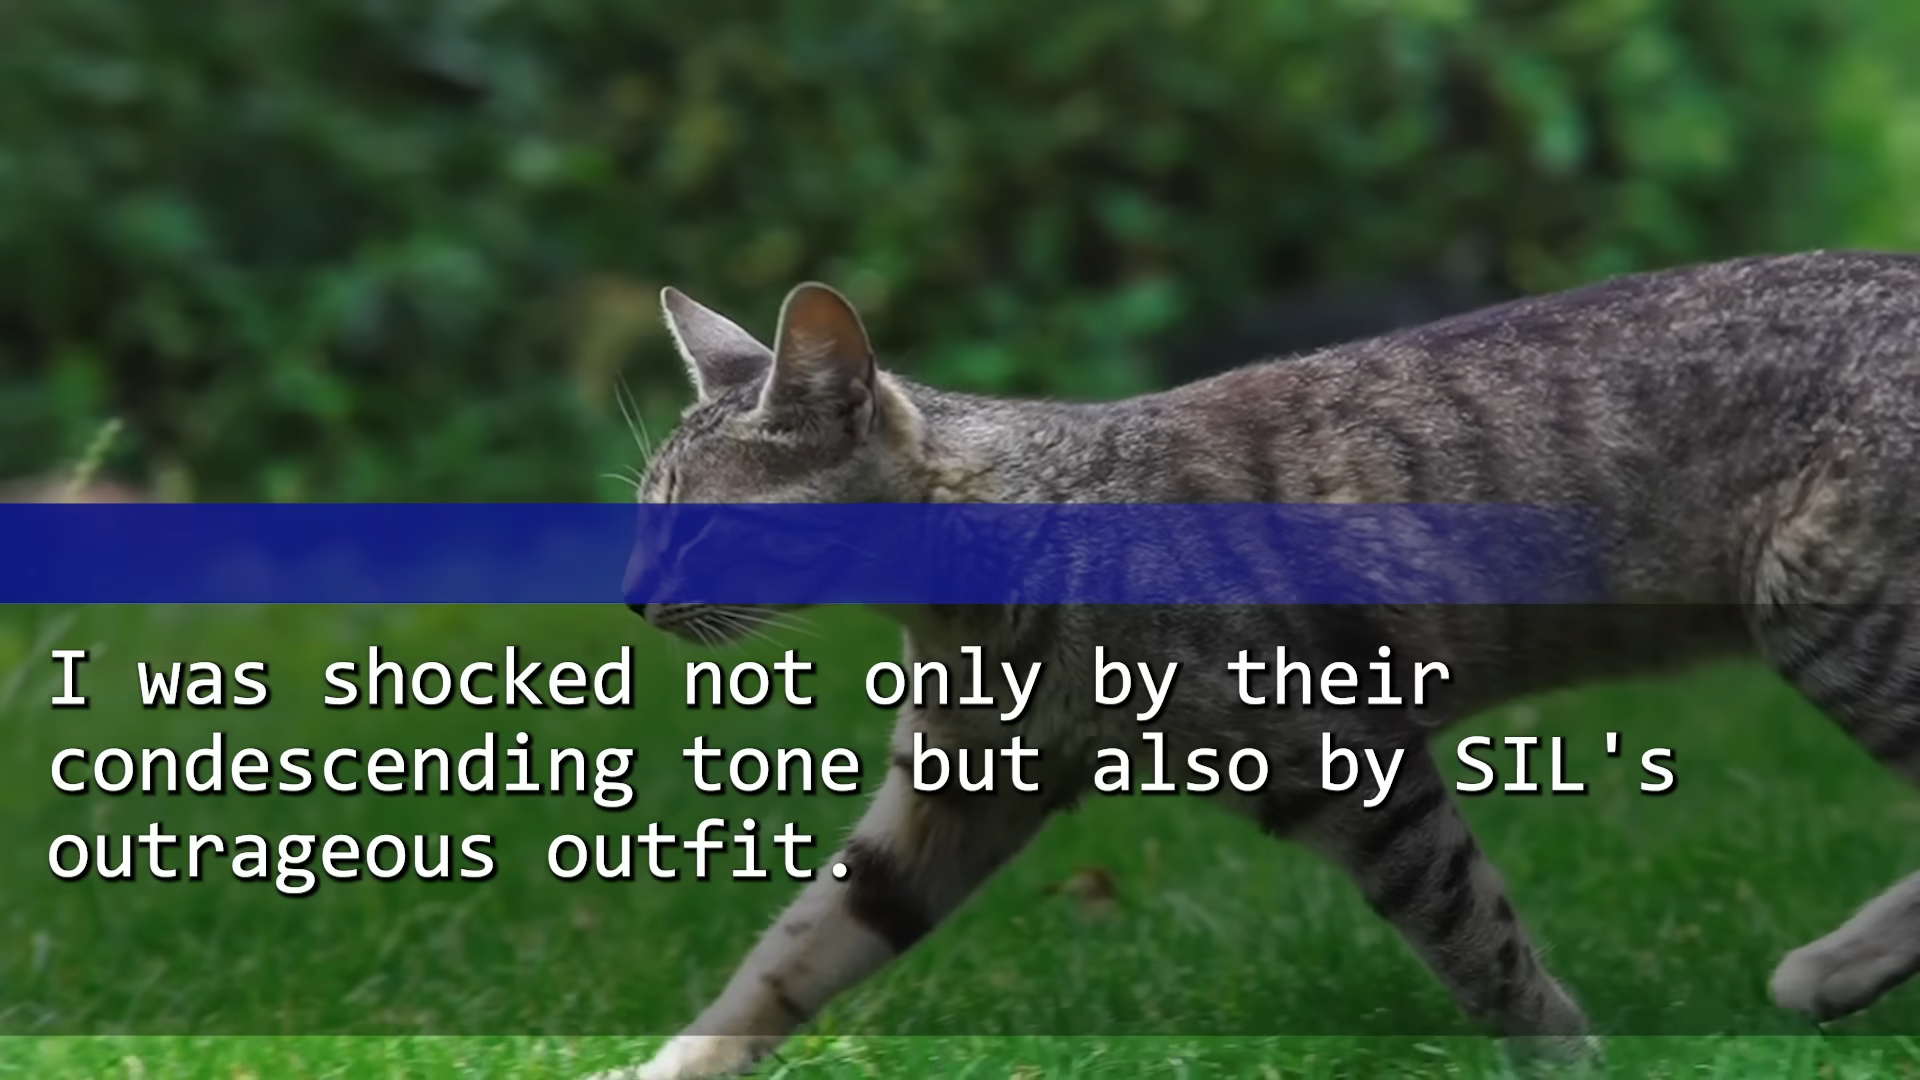 I was shocked not only by their
condescending tone but also by SIL's
outrageous outfit.